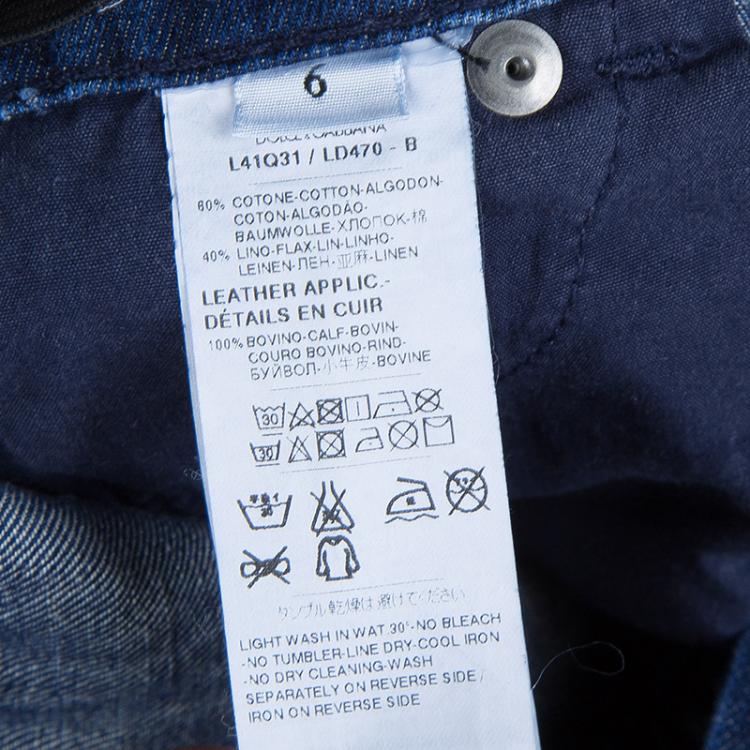 6
DOLCE & GABBANA
L41Q31 / LD470 - B
60% COTONE-COTTON-ALGODON-
COTON-ALGODÃO-
BAUMWOLLE-ХЛОПОК-棉
40% LINO-FLAX-LIN-LINHO-
LEINEN-ЛЕН-亚麻-LINEN
LEATHER APPLIC.-
DÉTAILS EN CUIR
100% BOVINO-CALF-BOVIN-
COURO BOVINO-RIND-
БУЙВОЛ-小牛皮-BOVINE
30
30
30
タンブル乾燥は避けてください
LIGHT WASH IN WAT.30°-NO BLEACH
-NO TUMBLER-LINE DRY-COOL IRON
-NO DRY CLEANING-WASH
SEPARATELY ON REVERSE SIDE/
IRON ON REVERSE SIDE